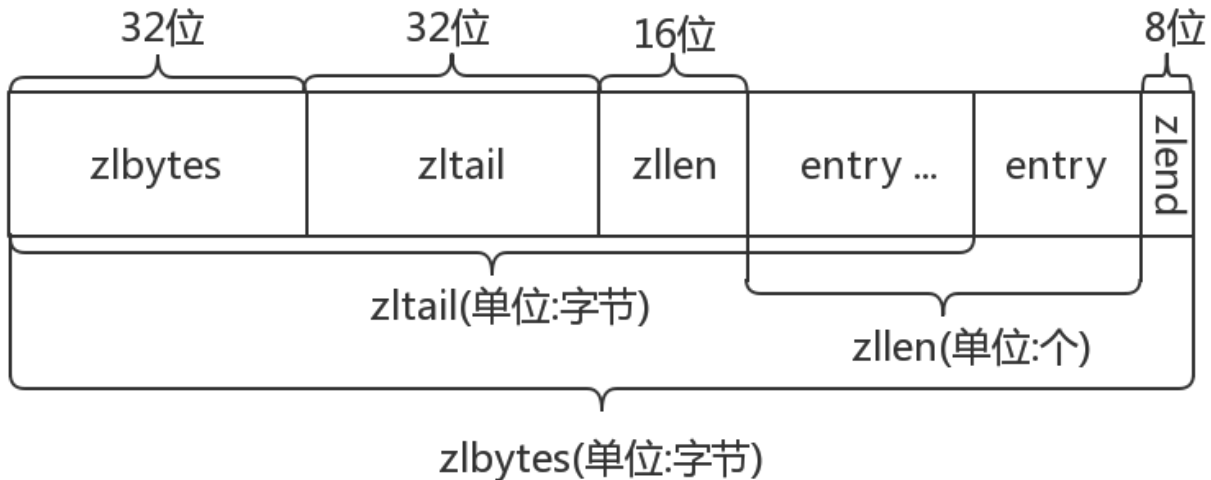 32位 32位 16位 8位
zlbytes zltail zllen entry ... entry zlend
zltail(单位:字节)
zllen(单位:个)
zlbytes(单位:字节)